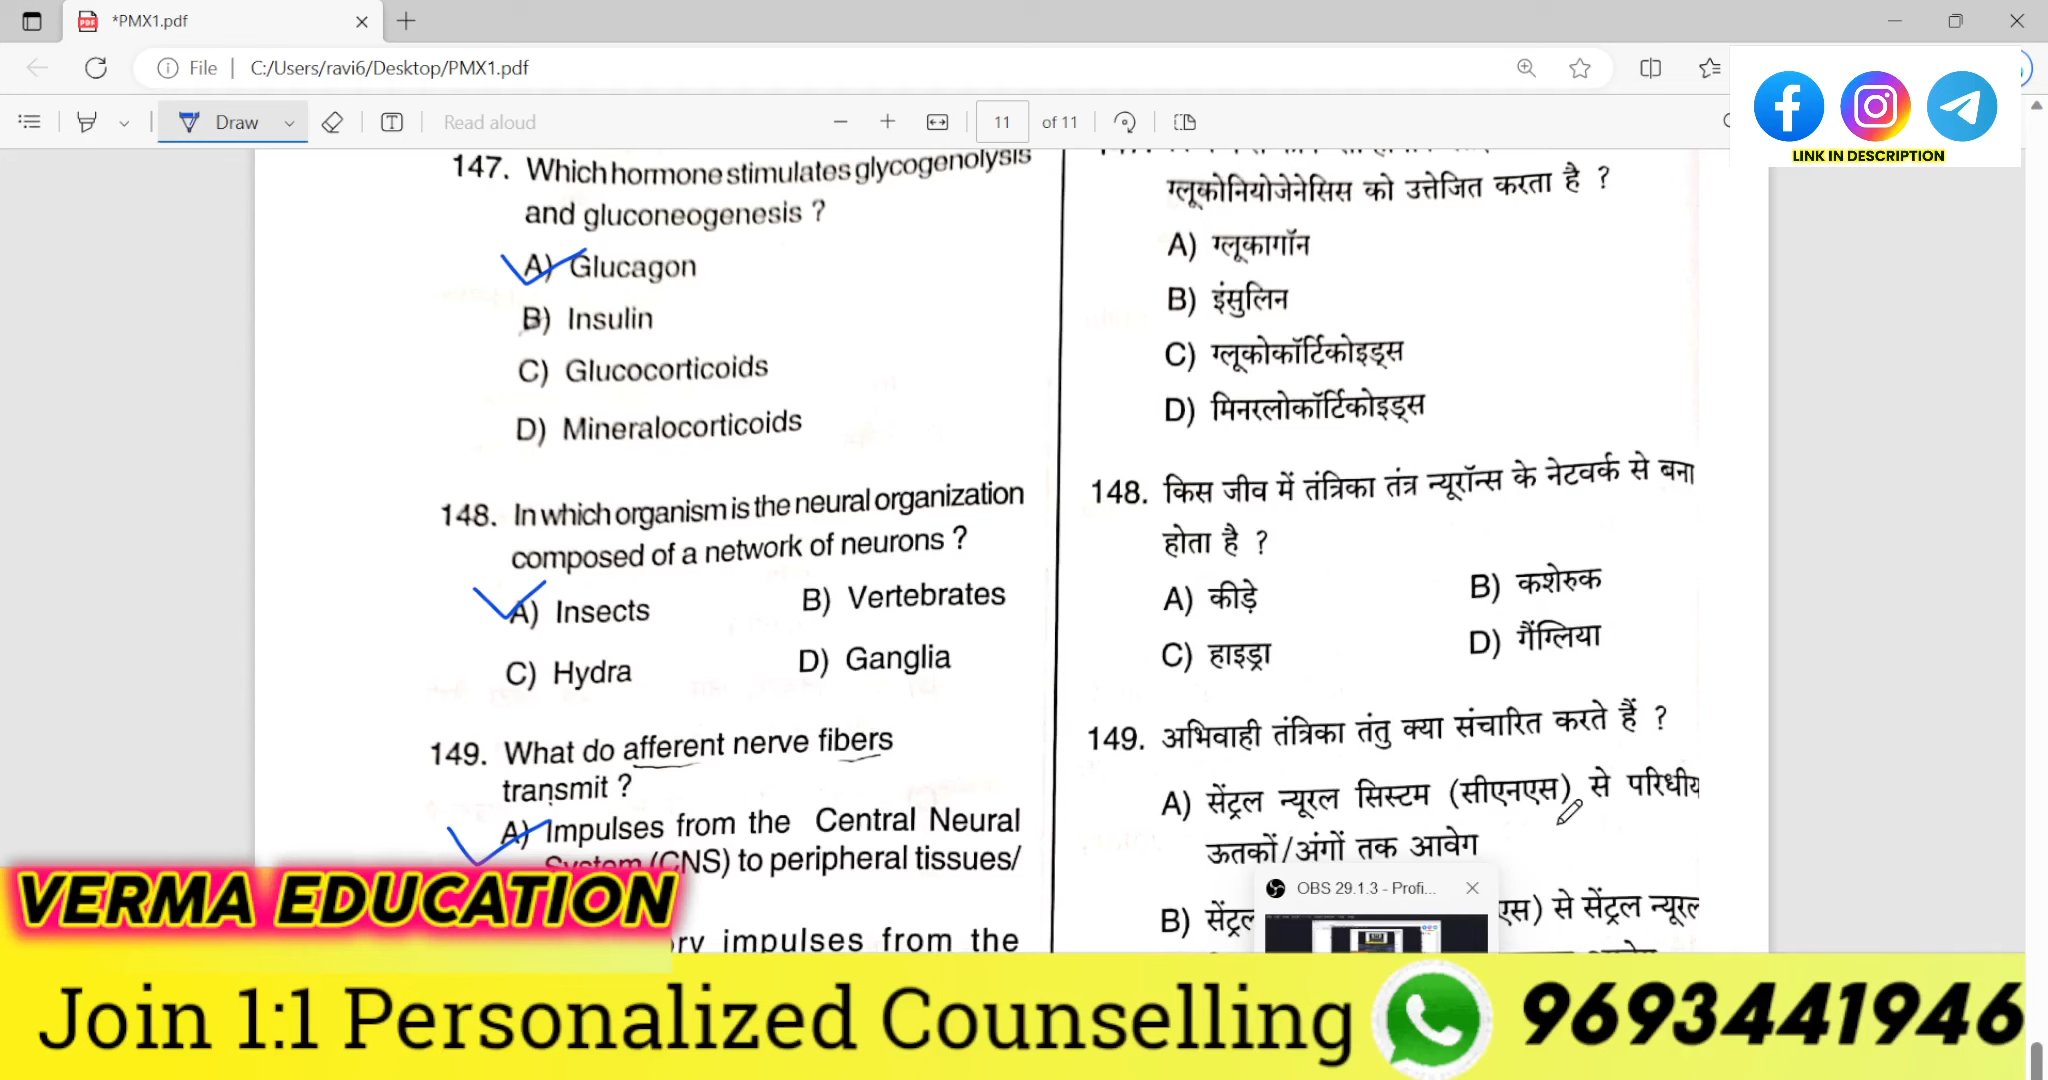 *PMX1.pdf
File
C:/Users/ravi6/Desktop/PMX1.pdf
Draw
Read aloud
11
of 11
LINK IN DESCRIPTION
147. Which hormone stimulates glycogenolysis
and gluconeogenesis ?
A) Glucagon
B) Insulin
C) Glucocorticoids
D) Mineralocorticoids
148. In which organism is the neural organization
composed of a network of neurons ?
A) Insects
B) Vertebrates
C) Hydra
D) Ganglia
149. What do afferent nerve fibers
transmit ?
A) Impulses from the Central Neural
System (CNS) to peripheral tissues/
impulses from the
ग्लूकोनियोजेनेसिस को उत्तेजित करता है ?
A) ग्लूकागॉन
B) इंसुलिन
C) ग्लूकोकॉर्टिकोइड्स
D) मिनरलोकॉर्टिकोइड्स
148. किस जीव में तंत्रिका तंत्र न्यूरॉन्स के नेटवर्क से बना
होता है ?
A) कीड़े
B) कशेरुक
C) हाइड्रा
D) गैंग्लिया
149. अभिवाही तंत्रिका तंतु क्या संचारित करते हैं ?
A) सेंट्रल न्यूरल सिस्टम (सीएनएस) से परिधीय
ऊतकों/अंगों तक आवेग
B) से सेंट्रल न्यूरल
OBS 29.1.3 - Profi...
VERMA EDUCATION
Join 1:1 Personalized Counselling
9693441946